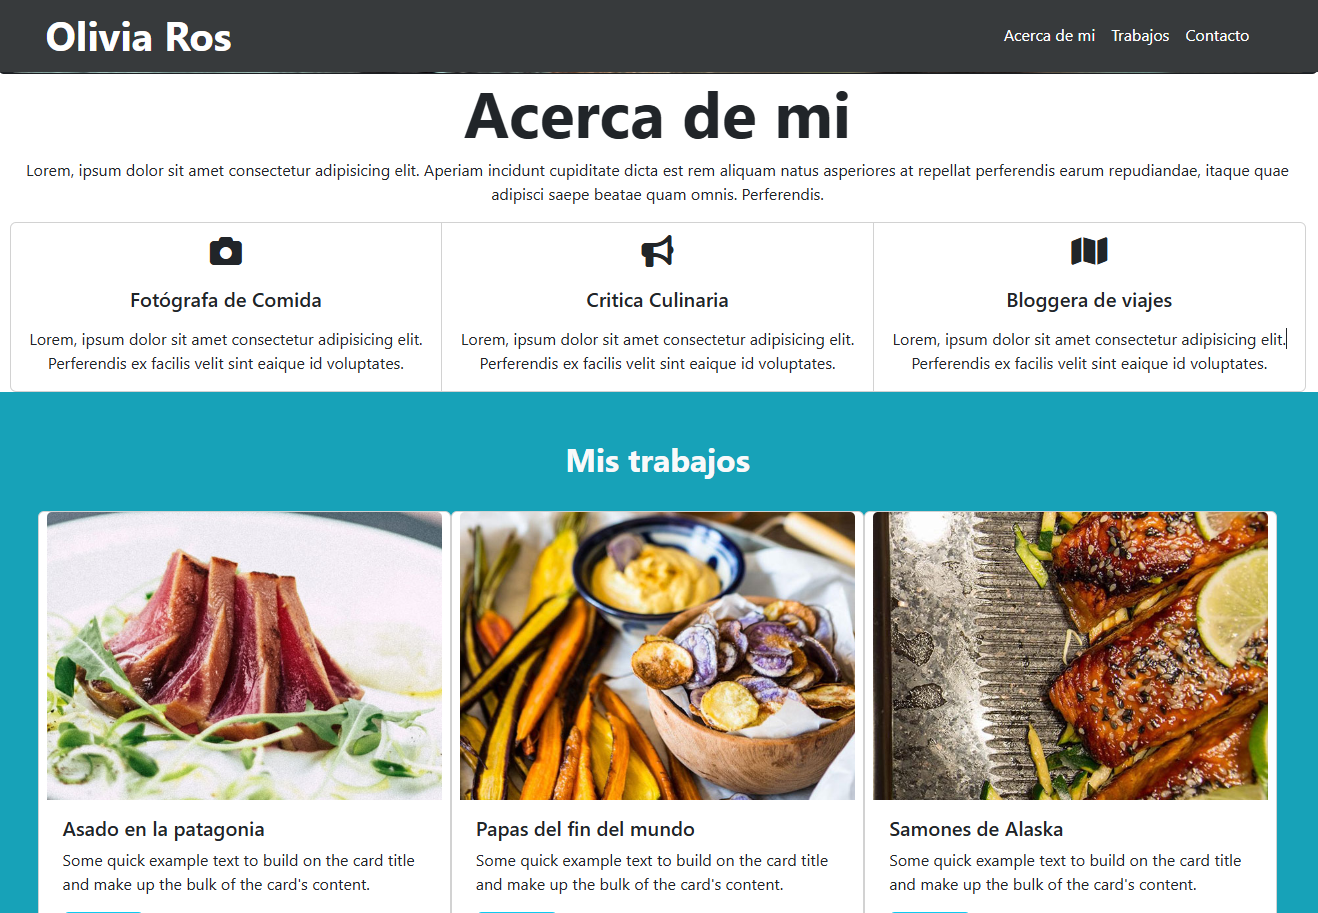 Olivia Ros
Acerca de mi Trabajos Contacto
Acerca de mi
Lorem, ipsum dolor sit amet consectetur adipisicing elit. Aperiam incidunt cupiditate dicta est rem aliquam natus asperiores at repellat perferendis earum repudiandae, itaque quae
adipisci saepe beatae quam omnis. Perferendis.
Fotógrafa de Comida
Lorem, ipsum dolor sit amet consectetur adipisicing elit.
Perferendis ex facilis velit sint eaique id voluptates.
Critica Culinaria
Lorem, ipsum dolor sit amet consectetur adipisicing elit.
Perferendis ex facilis velit sint eaique id voluptates.
Bloggera de viajes
Lorem, ipsum dolor sit amet consectetur adipisicing elit.
Perferendis ex facilis velit sint eaique id voluptates.
Mis trabajos
Asado en la patagonia
Some quick example text to build on the card title
and make up the bulk of the card's content.
Papas del fin del mundo
Some quick example text to build on the card title
and make up the bulk of the card's content.
Samones de Alaska
Some quick example text to build on the card title
and make up the bulk of the card's content.